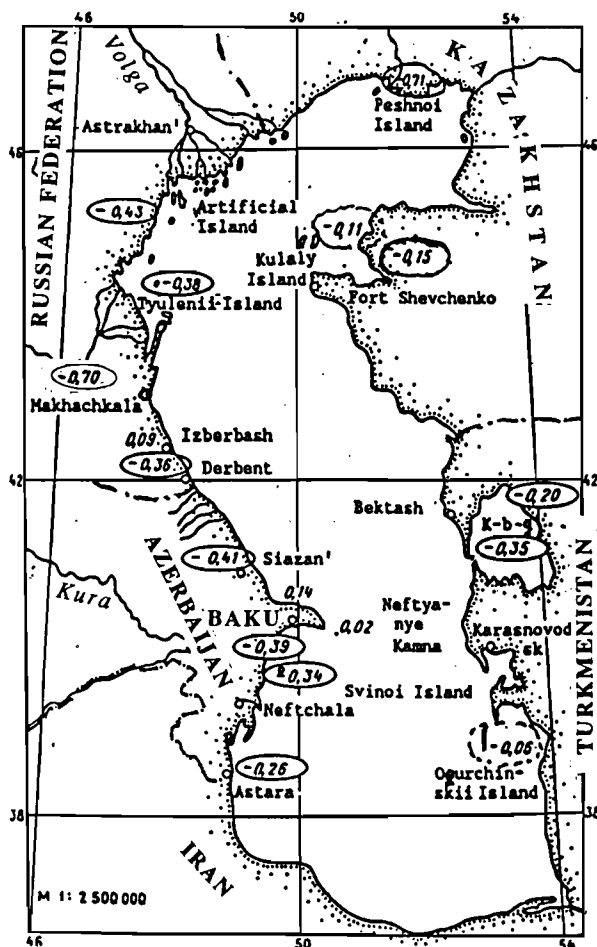 46
50
54
Volga
KAZAKHSTAN
RUSSIAN FEDERATION
-0,71
Peshnoi
Island
Astrakhan'
46
-0,43
Artificial
Island
-0,11
Kulaly
Island
-0,15
-0,38
Tyulenii Island
Fort Shevchenko
-0,70
Makhachkala
0,09
Izberbash
-0,36
Derbent
42
42
-0,20
Bektash
K-b-g
-0,35
-0,41
Siazan'
AZERBAIJAN
Kura
0,14
BAKU
0,02
Neftya-
nye
Kamna
Karasnovod
sk
TURKMENISTAN
-0,39
-0,34
Svinoi Island
Neftchala
-0,06
-0,26
Astara
Ogurchin-
skii Island
38
38
IRAN
M 1: 2 500 000
46
50
54